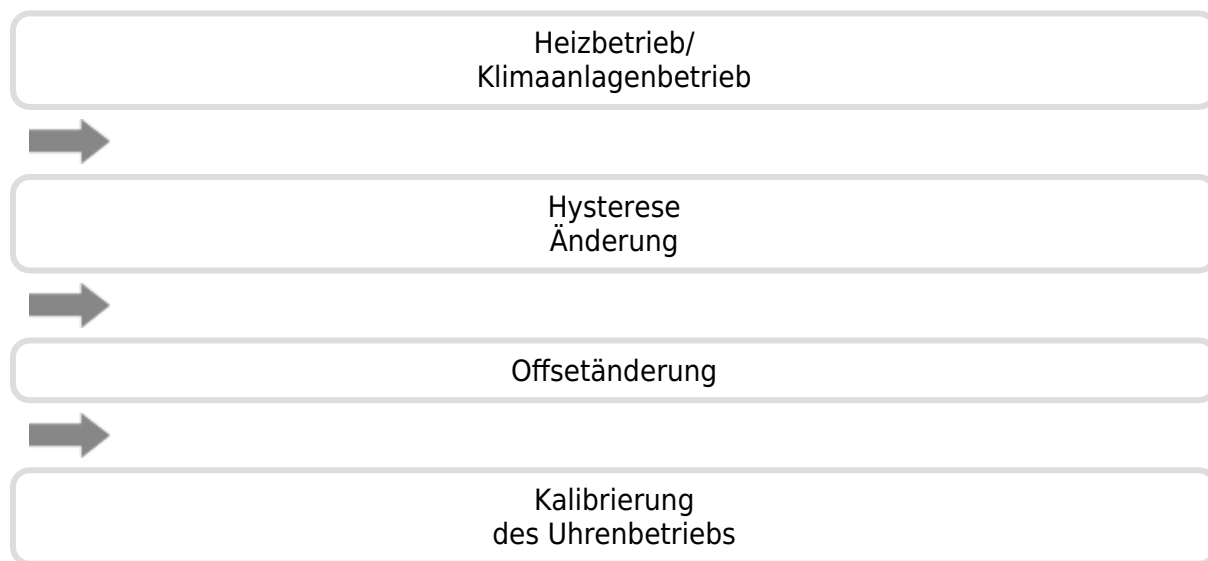 Heizbetrieb/
Klimaanlagenbetrieb
Hysterese
Änderung
Offsetänderung
Kalibrierung
des Uhrenbetriebs